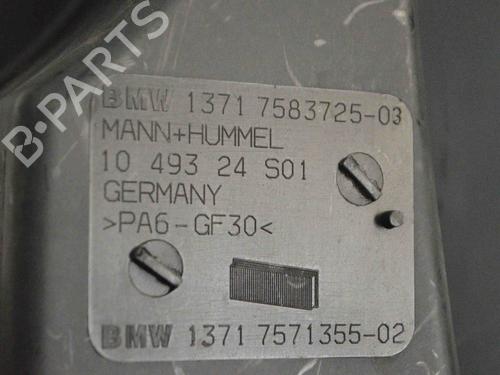 B-PARTS
BMW 1371 7583725-03
MANN+HUMMEL
10 493 24 S01
GERMANY
>PA6-GF30<
BMW 1371 7571355-02